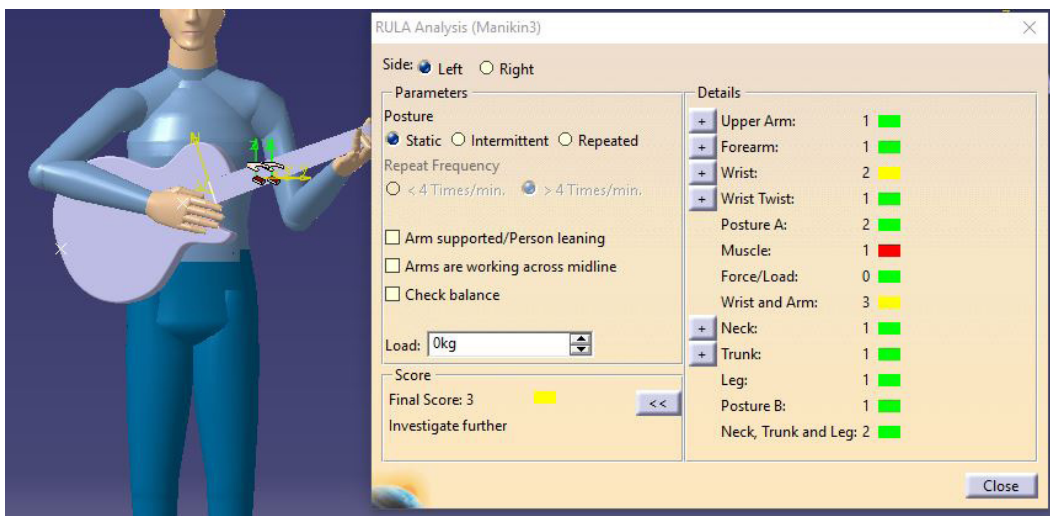 RULA Analysis (Manikin3)
Side: Left Right
Parameters
Posture
Static Intermittent Repeated
Repeat Frequency
< 4 Times/min. > 4 Times/min.
Arm supported/Person leaning
Arms are working across midline
Check balance
Load: 0kg
Score
Final Score: 3
<<
Investigate further
Details
+ Upper Arm: 1
+ Forearm: 1
+ Wrist: 2
+ Wrist Twist: 1
Posture A: 2
Muscle: 1
Force/Load: 0
Wrist and Arm: 3
+ Neck: 1
+ Trunk: 1
Leg: 1
Posture B: 1
Neck, Trunk and Leg: 2
Close